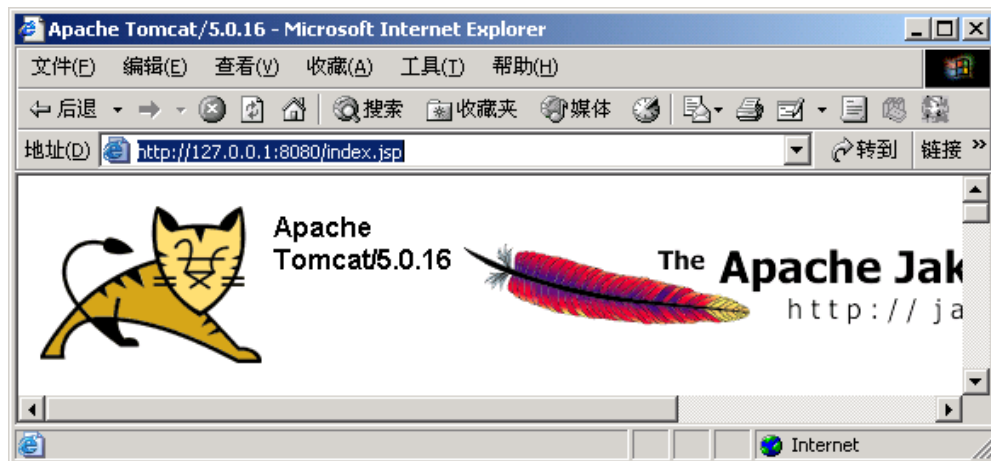 Apache Tomcat/5.0.16 - Microsoft Internet Explorer
文件(F) 编辑(E) 查看(V) 收藏(A) 工具(T) 帮助(H)
后退 搜索 收藏夹 媒体
地址(D) http://127.0.0.1:8080/index.jsp 转到 链接 »
Apache
Tomcat/5.0.16
The Apache Jak
http://ja
Internet